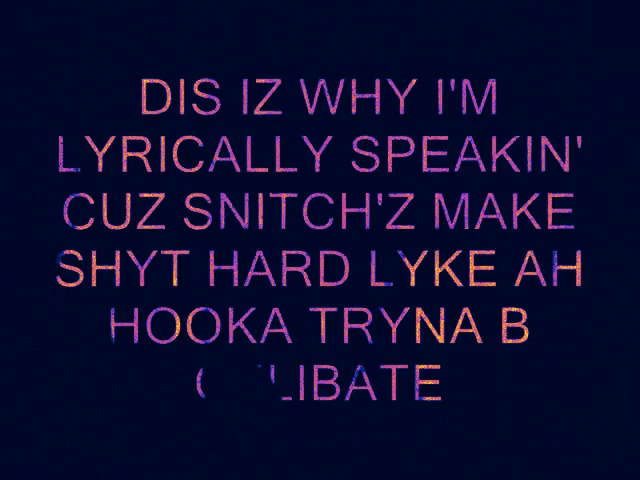 DIS IZ WHY I'M
LYRICALLY SPEAKIN'
CUZ SNITCH'Z MAKE
SHYT HARD LYKE AH
HOOKA TRYNA B